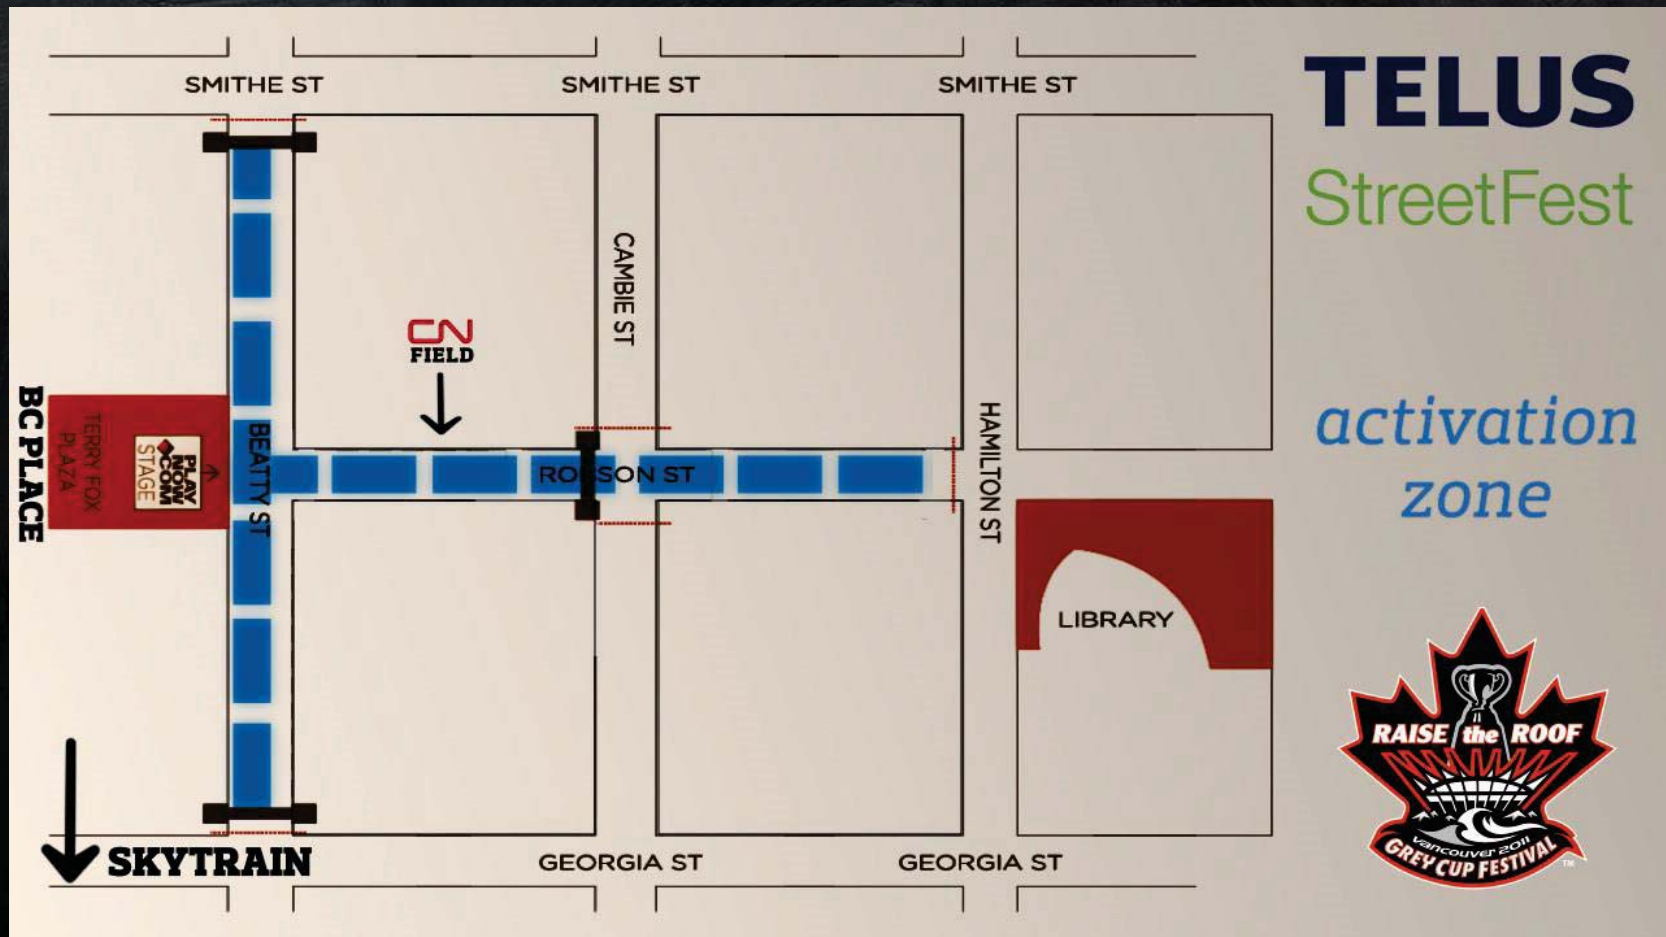 SMITHE ST
SMITHE ST
SMITHE ST
TELUS
StreetFest
CAMBIE ST
CN
FIELD
BC PLACE
TERRY FOX
PLAZA
PLAY
NOW
COM
STAGE
BEATTY ST
ROBSON ST
HAMILTON ST
activation
zone
LIBRARY
RAISE the ROOF
vancouver 2011
GREY CUP FESTIVAL
TM
SKYTRAIN
GEORGIA ST
GEORGIA ST